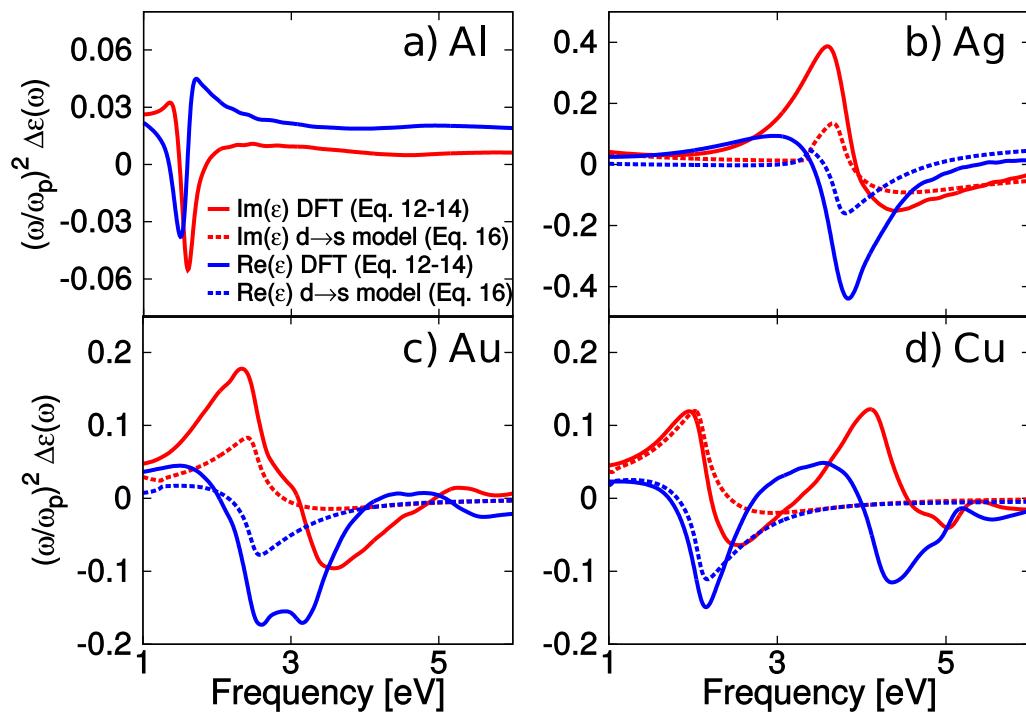 a) Al
0.06
0.03
0
-0.03
-0.06
(ω/ωp)² Δε(ω)
Im(ε) DFT (Eq. 12-14)
Im(ε) d→s model (Eq. 16)
Re(ε) DFT (Eq. 12-14)
Re(ε) d→s model (Eq. 16)
b) Ag
0.4
0.2
0
-0.2
-0.4
c) Au
0.2
0.1
0
-0.1
-0.2
(ω/ωp)² Δε(ω)
1 3 5
Frequency [eV]
d) Cu
0.2
0.1
0
-0.1
-0.2
1 3 5
Frequency [eV]